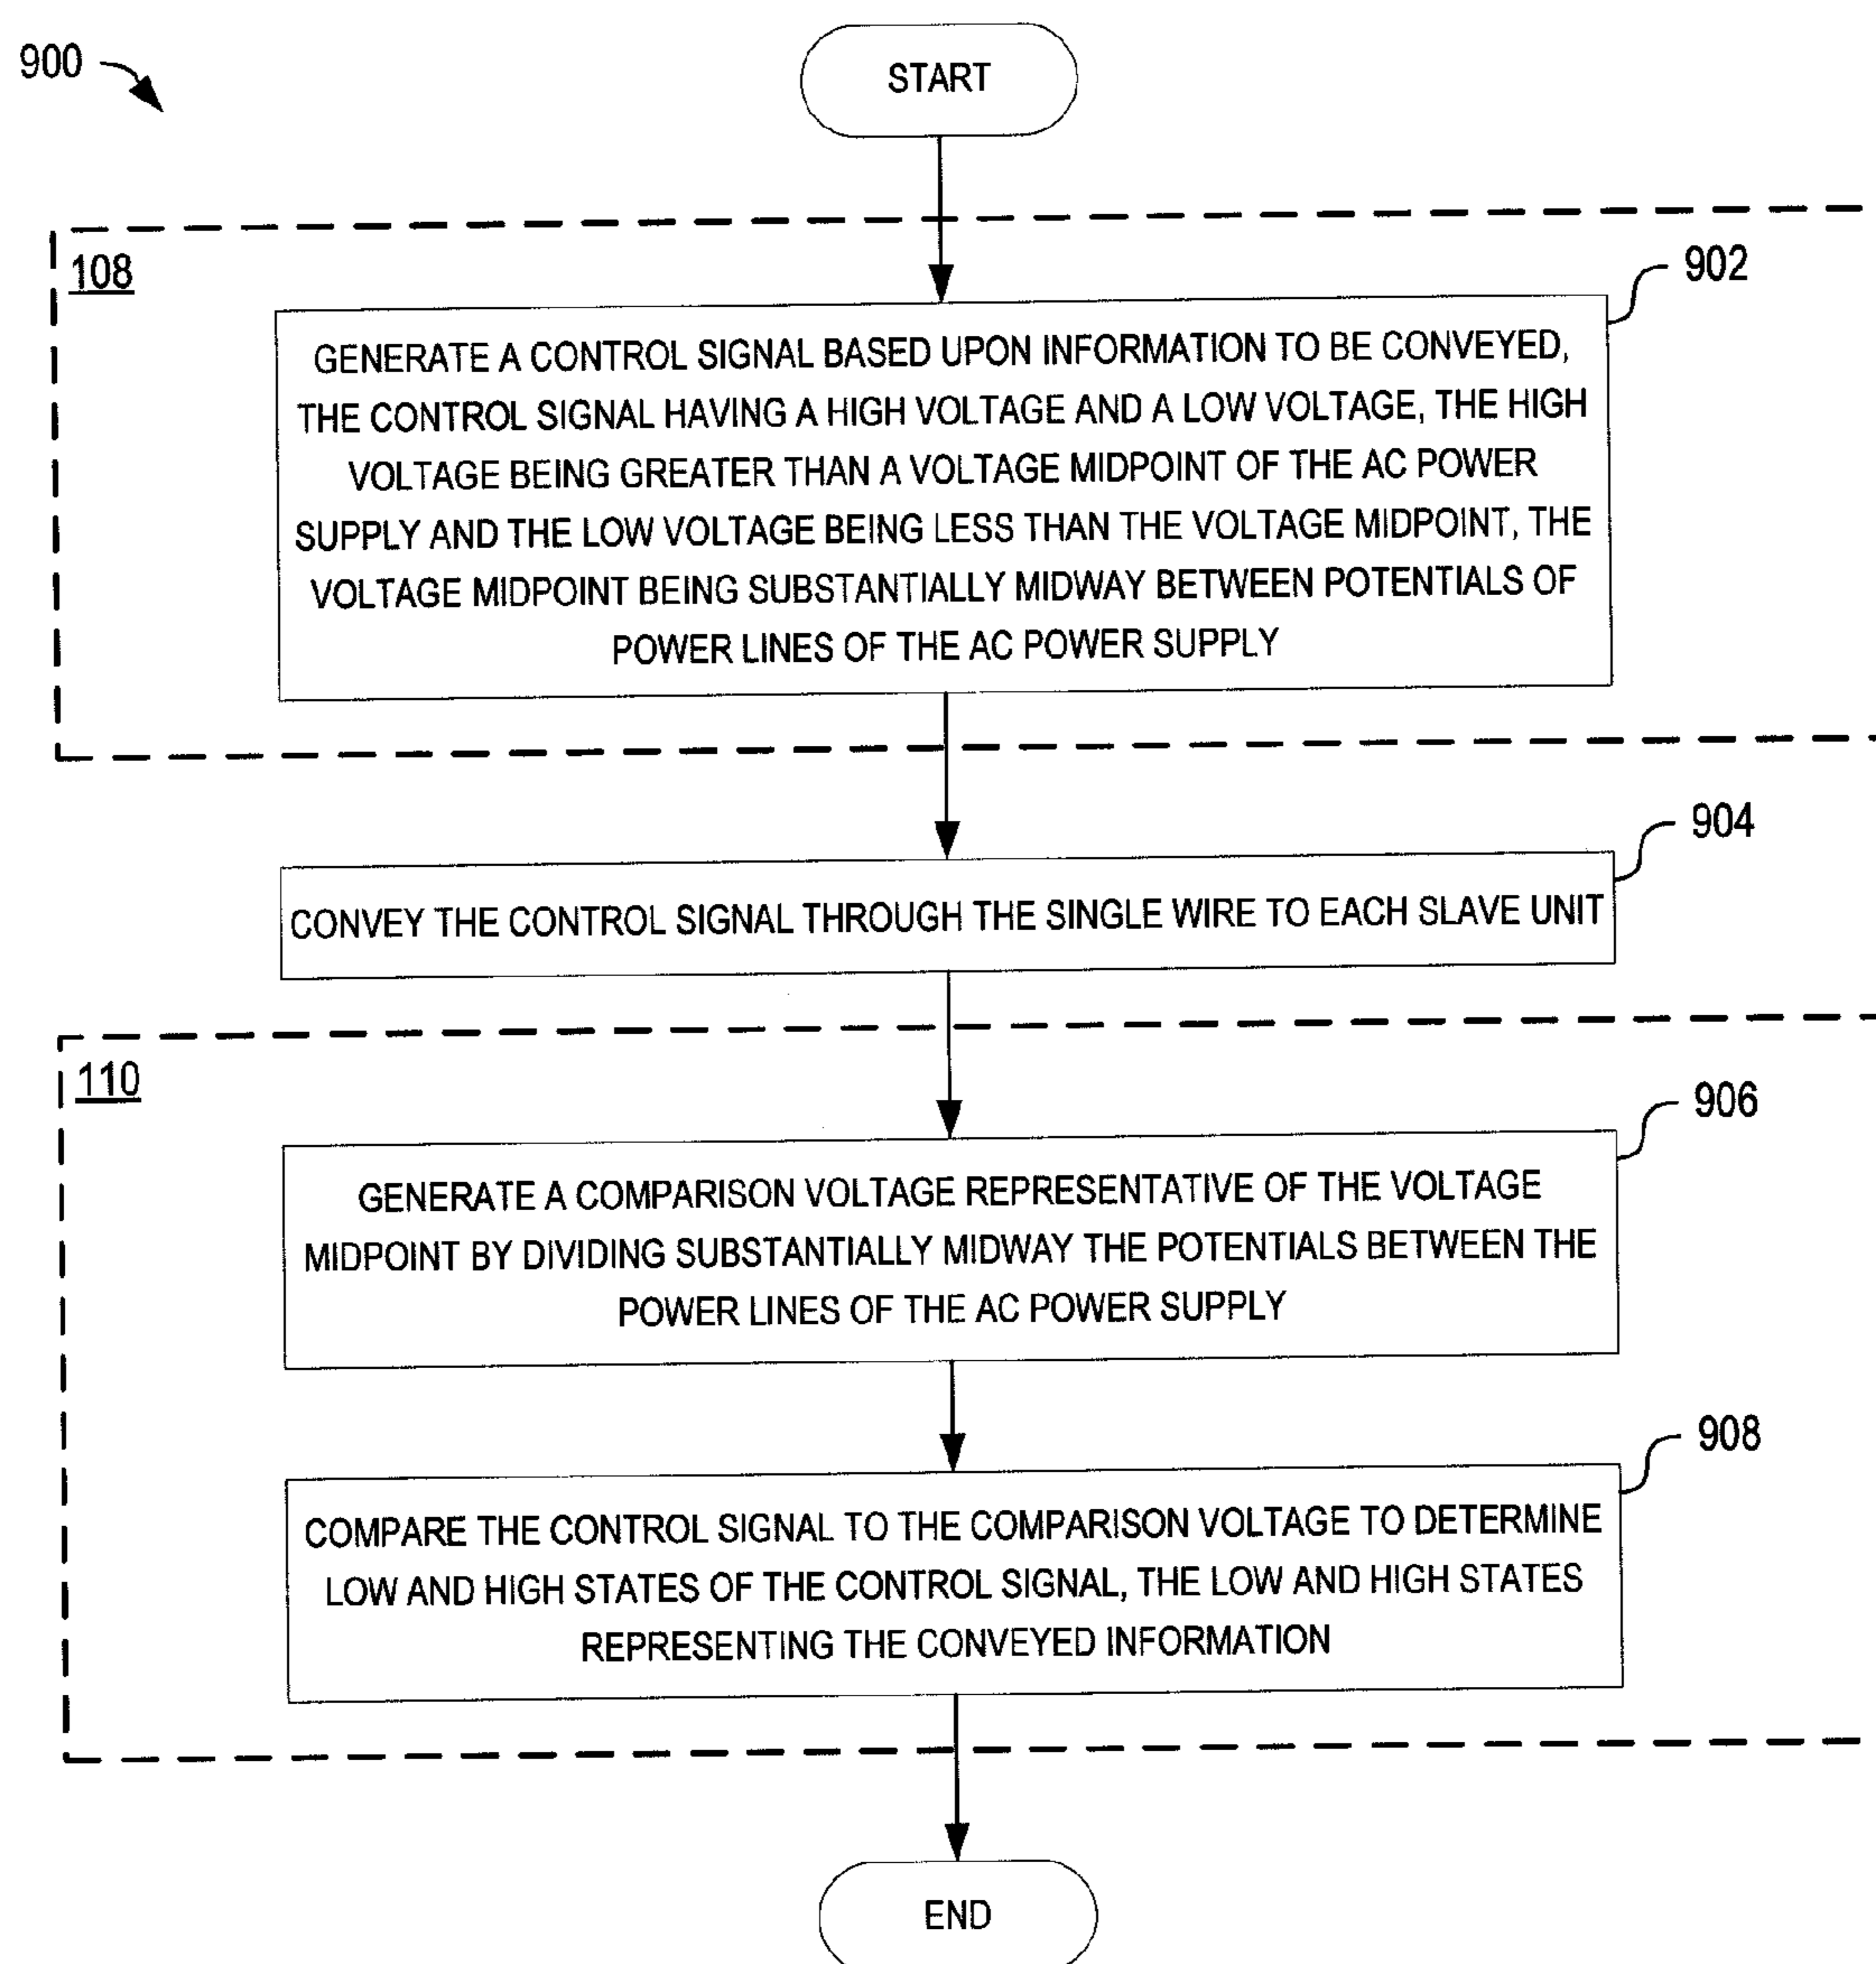 900
START
108
902
GENERATE A CONTROL SIGNAL BASED UPON INFORMATION TO BE CONVEYED,
THE CONTROL SIGNAL HAVING A HIGH VOLTAGE AND A LOW VOLTAGE, THE HIGH
VOLTAGE BEING GREATER THAN A VOLTAGE MIDPOINT OF THE AC POWER
SUPPLY AND THE LOW VOLTAGE BEING LESS THAN THE VOLTAGE MIDPOINT, THE
VOLTAGE MIDPOINT BEING SUBSTANTIALLY MIDWAY BETWEEN POTENTIALS OF
POWER LINES OF THE AC POWER SUPPLY
904
CONVEY THE CONTROL SIGNAL THROUGH THE SINGLE WIRE TO EACH SLAVE UNIT
110
906
GENERATE A COMPARISON VOLTAGE REPRESENTATIVE OF THE VOLTAGE
MIDPOINT BY DIVIDING SUBSTANTIALLY MIDWAY THE POTENTIALS BETWEEN THE
POWER LINES OF THE AC POWER SUPPLY
908
COMPARE THE CONTROL SIGNAL TO THE COMPARISON VOLTAGE TO DETERMINE
LOW AND HIGH STATES OF THE CONTROL SIGNAL, THE LOW AND HIGH STATES
REPRESENTING THE CONVEYED INFORMATION
END